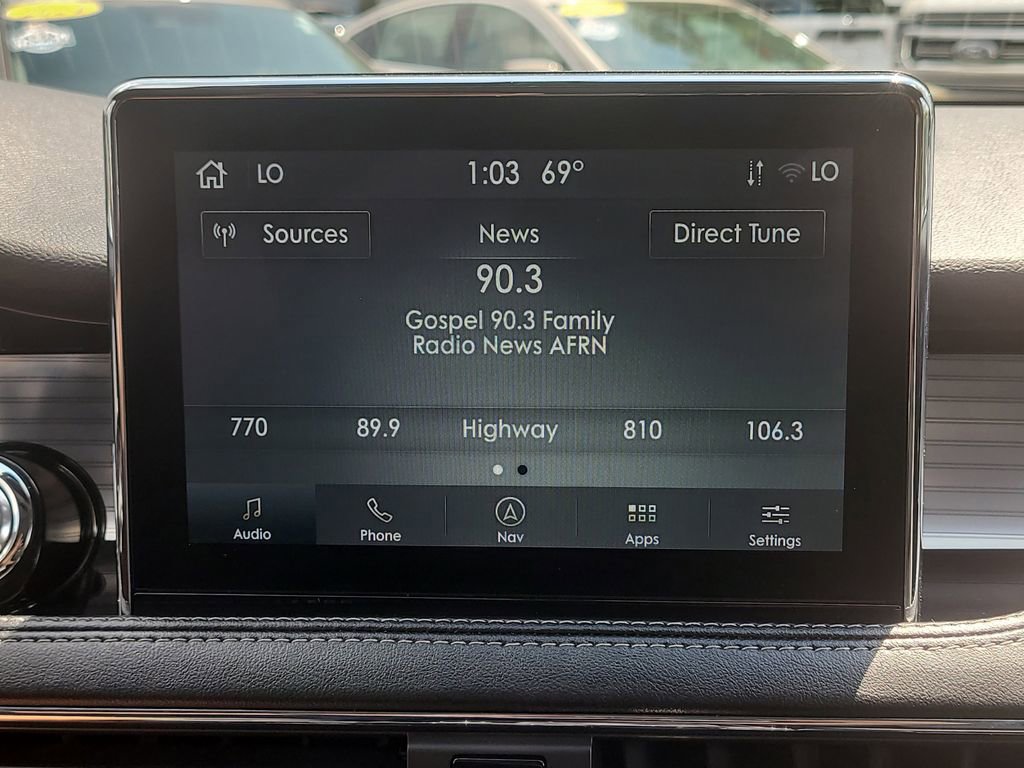 LO 1:03 69° LO
Sources News Direct Tune
90.3
Gospel 90.3 Family
Radio News AFRN
770 89.9 Highway 810 106.3
Audio Phone Nav Apps Settings